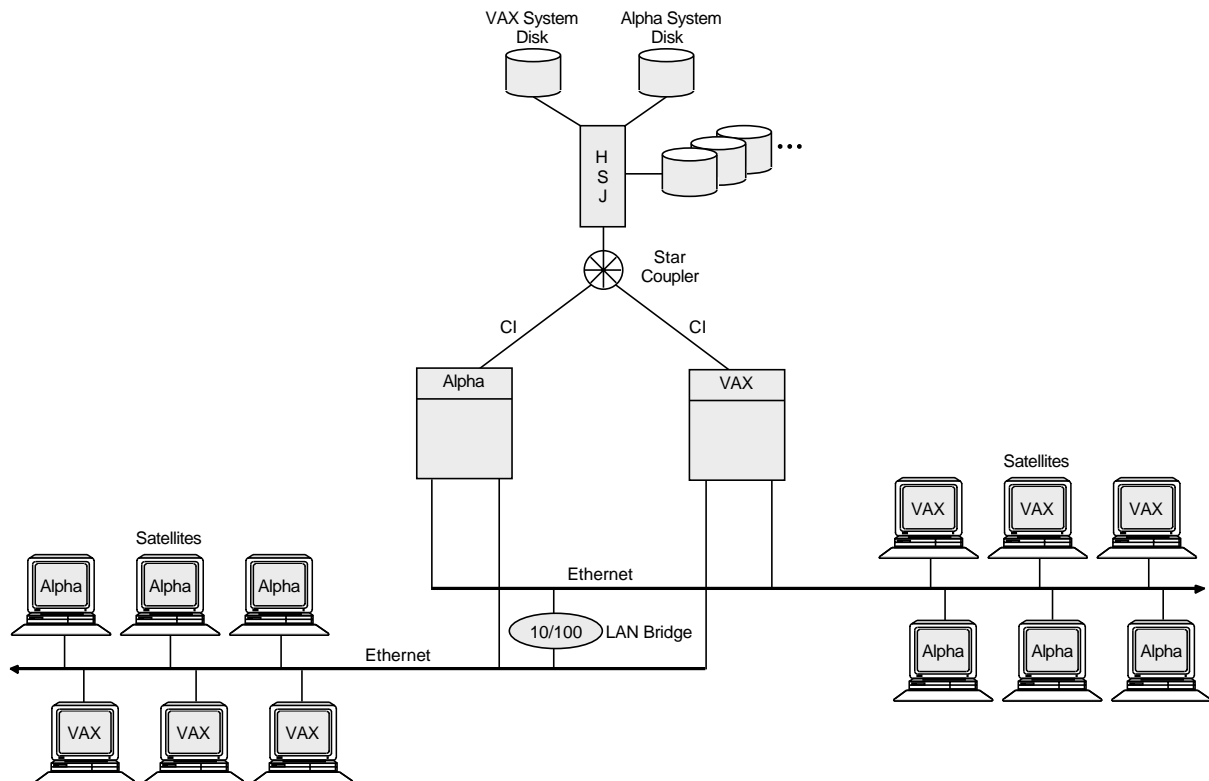 VAX System
Disk
Alpha System
Disk
H
S
J
Star
Coupler
CI
CI
Alpha
VAX
Satellites
VAX
VAX
VAX
Satellites
Alpha
Alpha
Alpha
Ethernet
10/100
LAN Bridge
Alpha
Alpha
Alpha
Ethernet
VAX
VAX
VAX